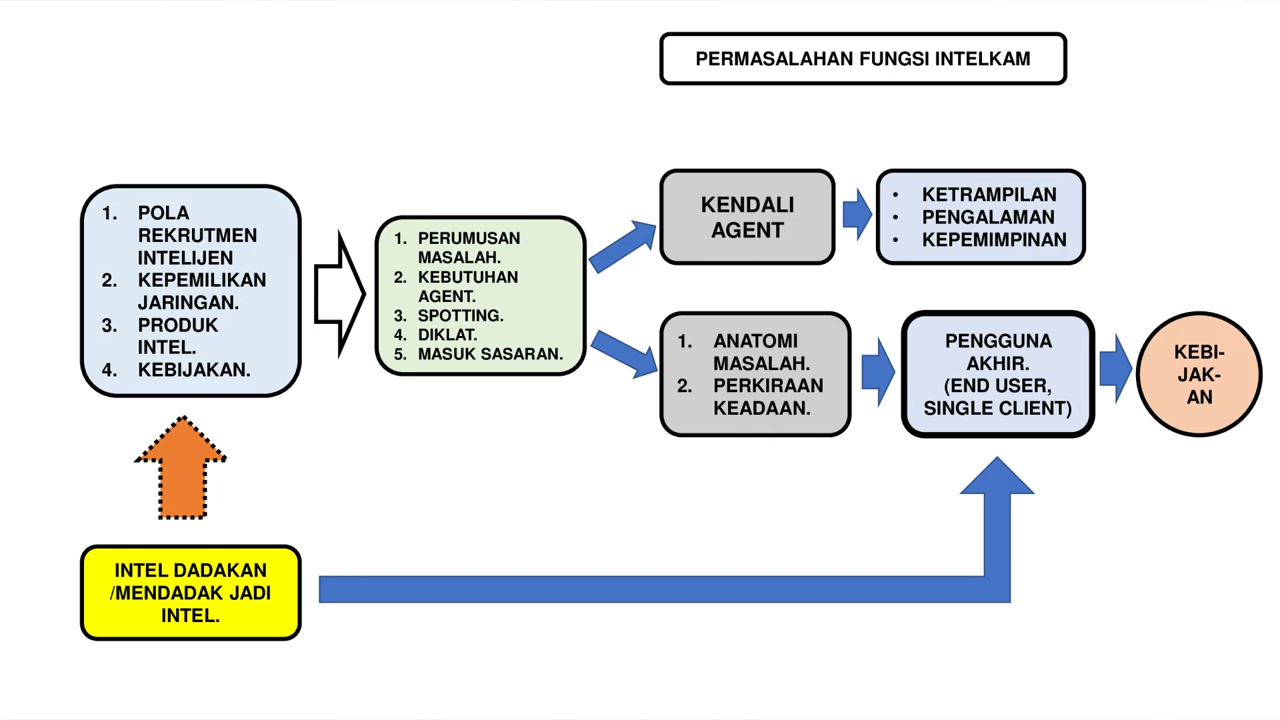 PERMASALAHAN FUNGSI INTELKAM
1. POLA
REKRUTMEN
INTELIJEN
2. KEPEMILIKAN
JARINGAN.
3. PRODUK
INTEL.
4. KEBIJAKAN.
1. PERUMUSAN
MASALAH.
2. KEBUTUHAN
AGENT.
3. SPOTTING.
4. DIKLAT.
5. MASUK SASARAN.
KENDALI
AGENT
• KETRAMPILAN
• PENGALAMAN
• KEPEMIMPINAN
1. ANATOMI
MASALAH.
2. PERKIRAAN
KEADAAN.
PENGGUNA
AKHIR.
(END USER,
SINGLE CLIENT)
KEBI-
JAK-
AN
INTEL DADAKAN
/MENDADAK JADI
INTEL.